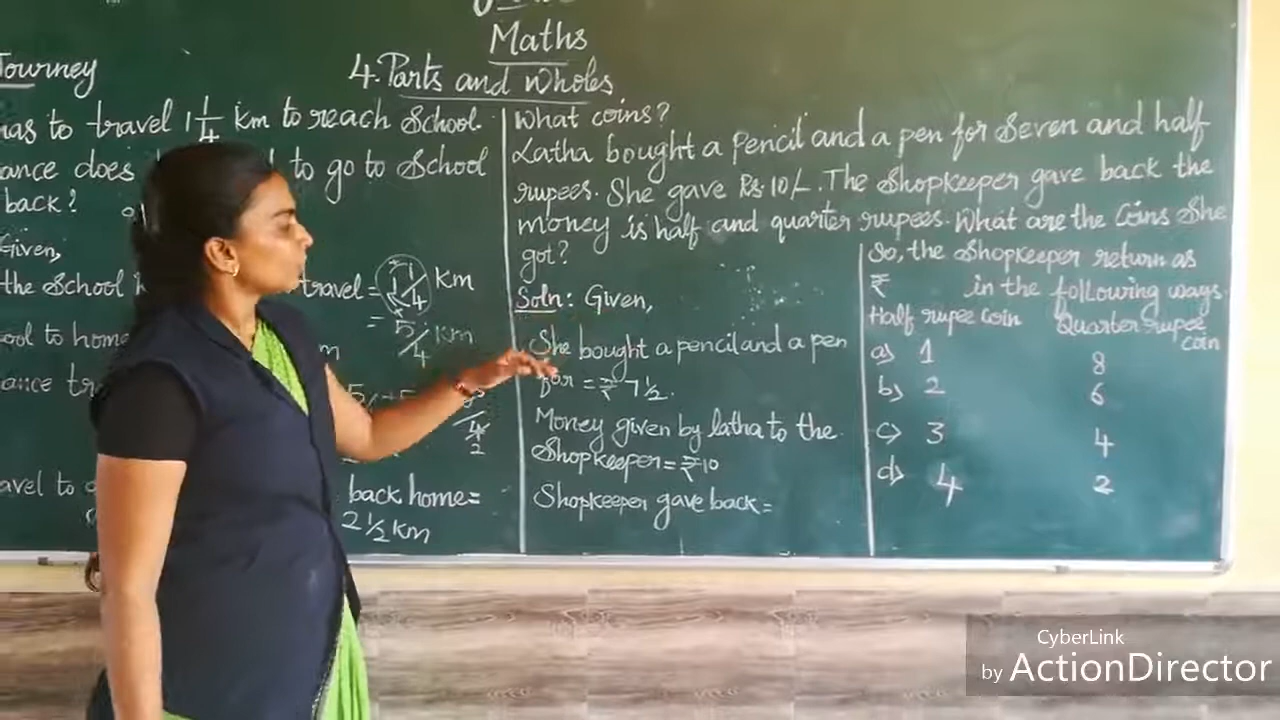 Maths
4. Parts and Wholes
Journey
has to travel 1 1/4 Km to reach School.
ance does to go to School
back?
Given,
the School travel = 1 1/4 Km
= 5/4 Km
ool to home
ance
avel to back home =
2 1/2 Km
What coins?
Latha bought a Pencil and a pen for Seven and half
rupees. She gave Rs. 10/-. The Shopkeeper gave back the
money is half and quarter rupees. What are the Coins She
got?
Soln: Given,
She bought a pencil and a pen
for = ₹ 7 1/2.
Money given by latha to the
Shopkeeper = ₹ 10
Shopkeeper gave back =
So, the Shopkeeper return as
₹ in the following ways
Half rupee coin Quarter rupee
coin
a) 1 8
b) 2 6
c) 3 4
d) 4 2
CyberLink
by ActionDirector